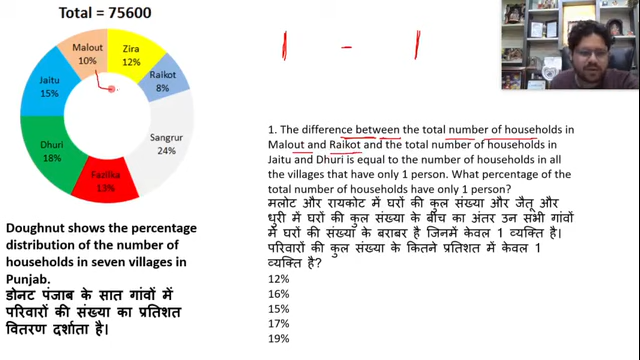 Total = 75600
Malout
10%
Zira
12%
Raikot
8%
Jaitu
15%
Sangrur
24%
Dhuri
18%
Fazilka
13%
Doughnut shows the percentage
distribution of the number of
households in seven villages in
Punjab.
डोनट पंजाब के सात गांवों में
परिवारों की संख्या का प्रतिशत
वितरण दर्शाता है।
1 - 1
1. The difference between the total number of households in
Malout and Raikot and the total number of households in
Jaitu and Dhuri is equal to the number of households in all
the villages that have only 1 person. What percentage of the
total number of households have only 1 person?
मलोट और रायकोट में घरों की कुल संख्या और जैतू और
धुरी में घरों की कुल संख्या के बीच का अंतर उन सभी गांवों
में घरों की संख्या के बराबर है जिनमें केवल 1 व्यक्ति है।
परिवारों की कुल संख्या के कितने प्रतिशत में केवल 1
व्यक्ति है?
12%
16%
15%
17%
19%